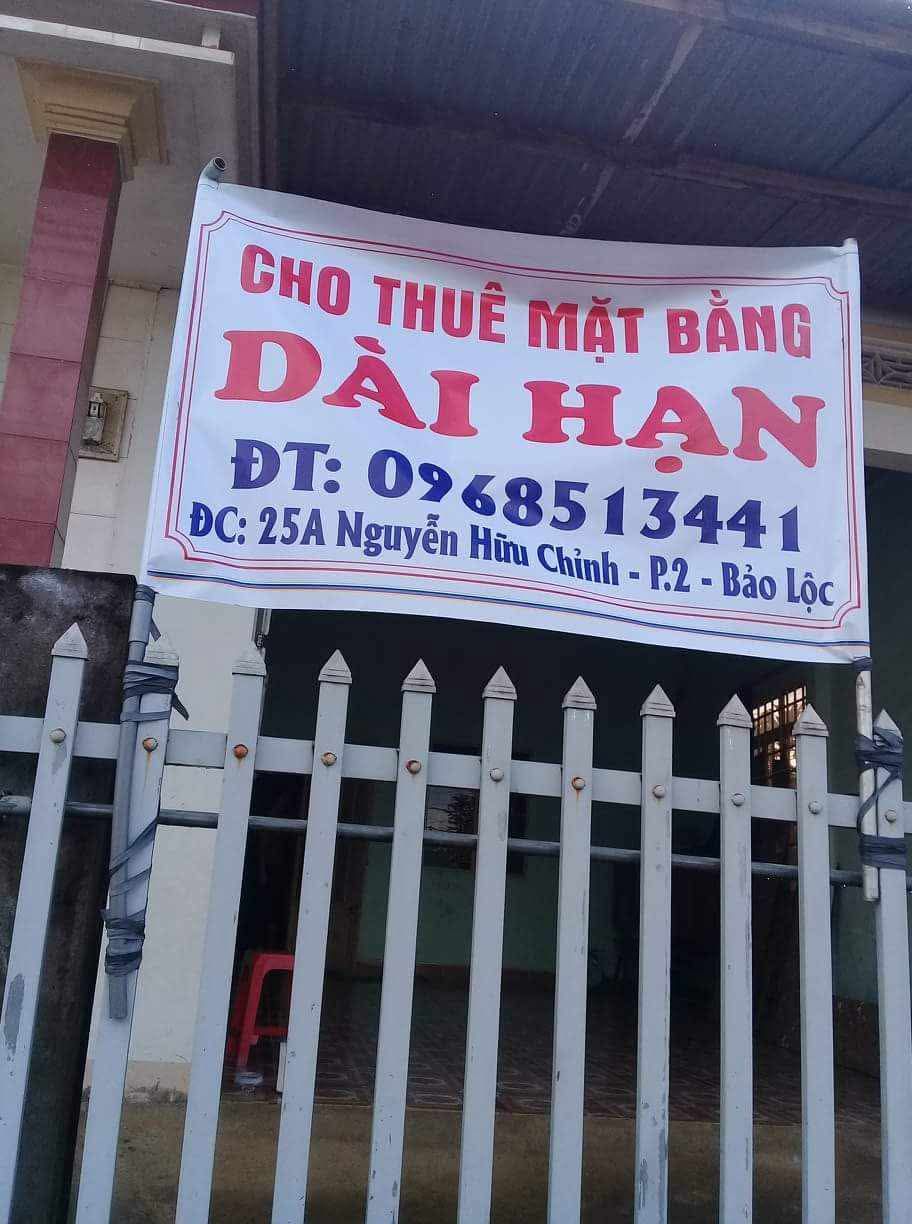 CHO THUÊ MẶT BẰNG
DÀI HẠN
ĐT: 0968513441
ĐC: 25A Nguyễn Hữu Chỉnh - P.2 - Bảo Lộc